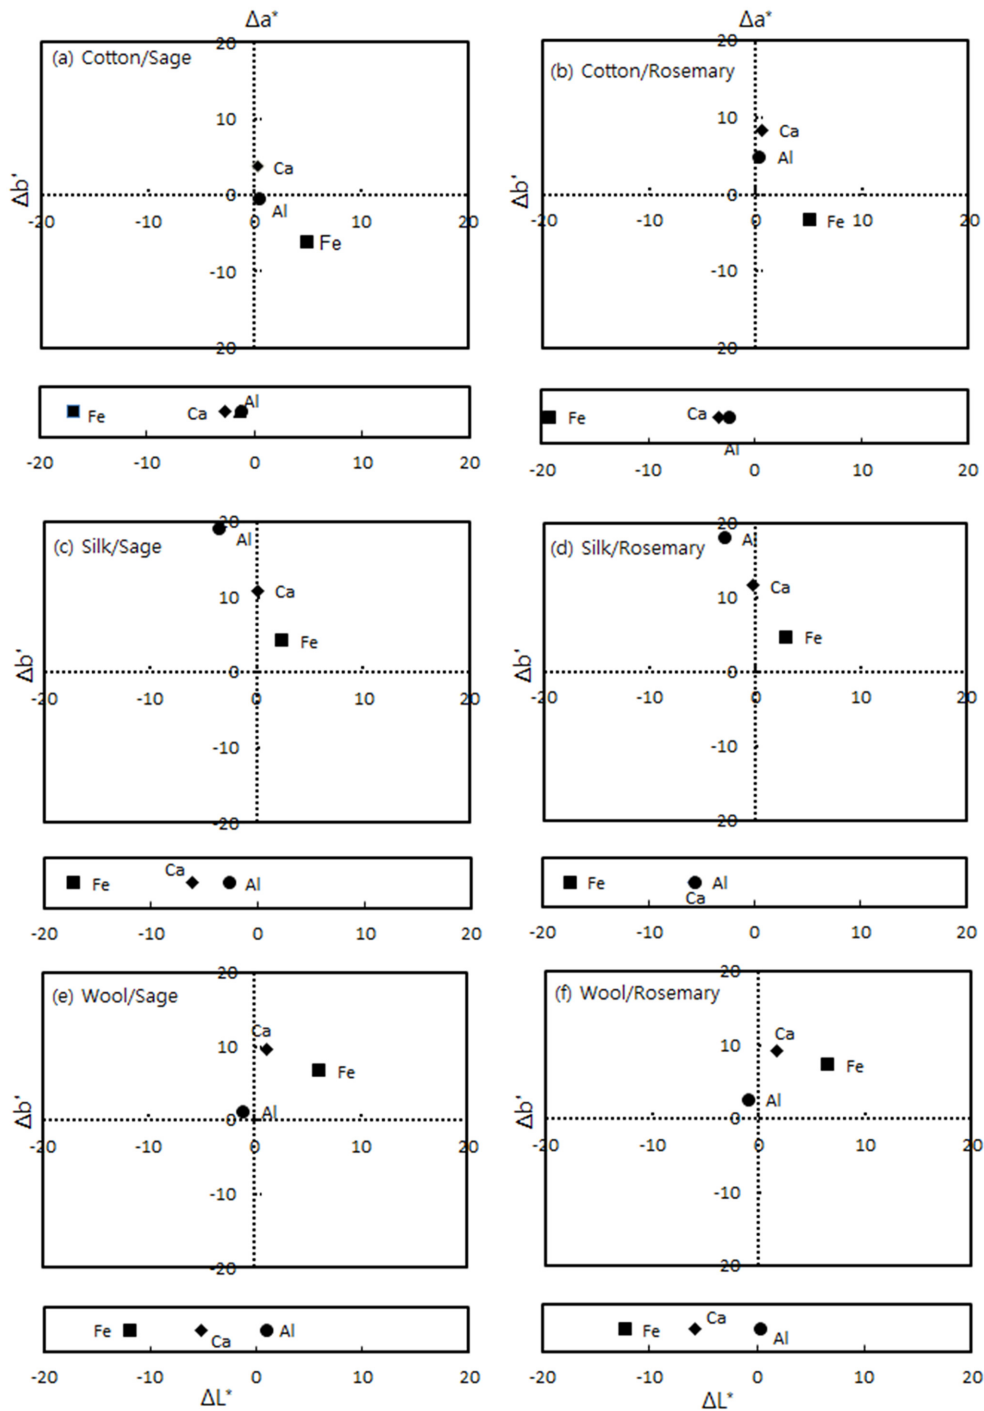 Δa* Δa*
20 20
(a) Cotton/Sage (b) Cotton/Rosemary
10 10
Ca Ca
Al
Δb' 0 Δb' 0
-20 -10 0 Al 10 20 -20 -10 0 10 Fe 20
Fe
-10 -10
20 20
Fe Ca Al Fe Ca
Al
-20 -10 0 10 20 -20 -10 0 10 20
20 20
(c) Silk/Sage Al (d) Silk/Rosemary Al
10 Ca 10 Ca
Fe Fe
Δb' 0 Δb' 0
-20 -10 0 10 20 -20 -10 0 10 20
-10 -10
-20 20
Fe Ca Al Fe Al
Ca
-20 -10 0 10 20 -20 -10 0 10 20
20 20
(e) Wool/Sage (f) Wool/Rosemary
Ca Ca
10 10
Fe Fe
Al Al
Δb' 0 Δb' 0
-20 -10 0 10 20 -20 -10 0 10 20
-10 -10
-20 20
Fe Ca Al Fe Ca Al
-20 -10 0 10 20 -20 -10 0 10 20
ΔL* ΔL*